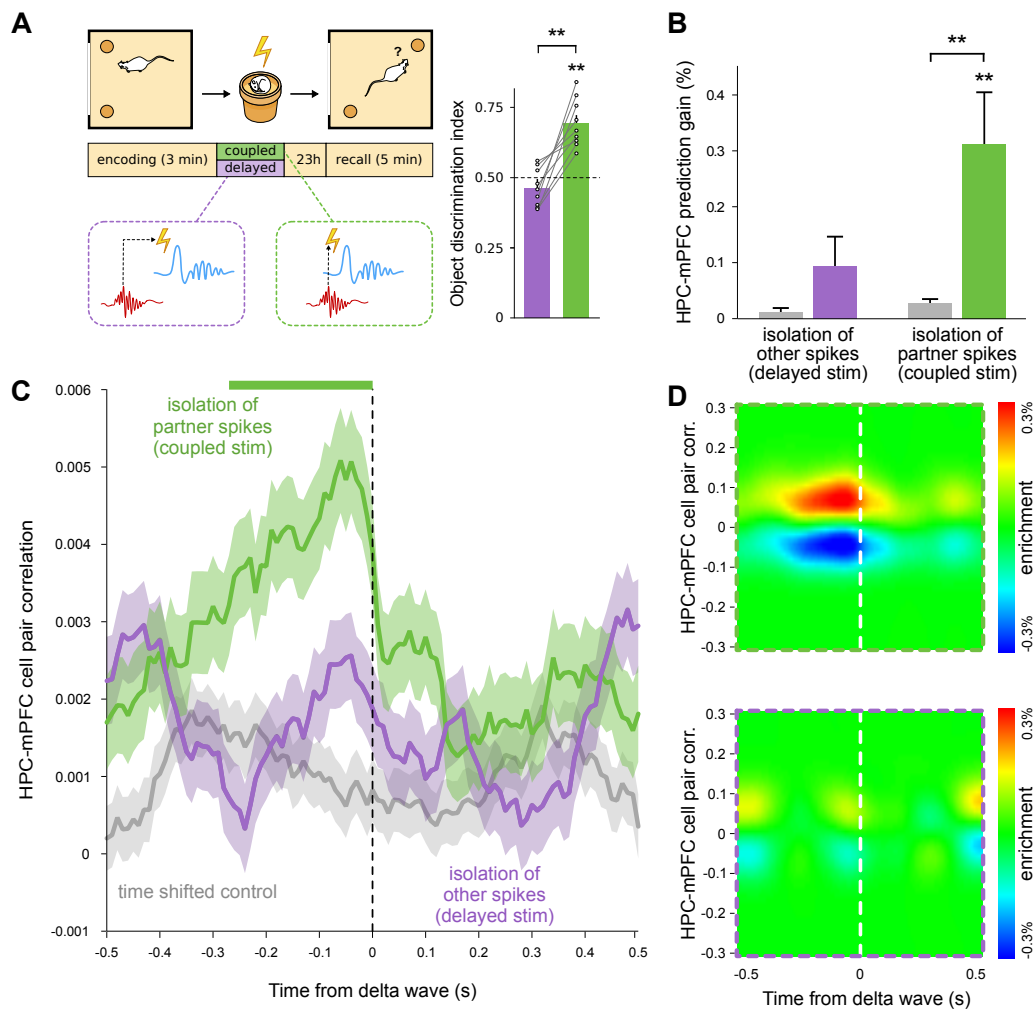 A
?
encoding (3 min)
coupled
delayed
23h
recall (5 min)
Object discrimination index
0.75
0.50
0.25
0
**
**
B
HPC-mPFC prediction gain (%)
0.4
0.3
0.2
0.1
0
**
**
isolation of
other spikes
(delayed stim)
isolation of
partner spikes
(coupled stim)
C
HPC-mPFC cell pair correlation
0.006
0.005
0.004
0.003
0.002
0.001
0
-0.001
isolation of
partner spikes
(coupled stim)
time shifted control
isolation of
other spikes
(delayed stim)
-0.5
-0.4
-0.3
-0.2
-0.1
0
0.1
0.2
0.3
0.4
0.5
Time from delta wave (s)
D
HPC-mPFC cell pair corr.
0.3
0.2
0.1
0
-0.1
-0.2
-0.3
0.3%
enrichment
-0.3%
HPC-mPFC cell pair corr.
0.3
0.2
0.1
0
-0.1
-0.2
-0.3
0.3%
enrichment
-0.3%
-0.5
0
0.5
Time from delta wave (s)